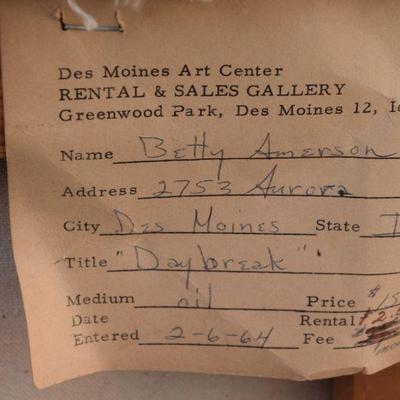 Des Moines Art Center
RENTAL & SALES GALLERY
Greenwood Park, Des Moines 12,
Name Betty Amerson
Address 2753 Aurora
City Des Moines State I
Title "Daybreak"
Medium oil Price $
Date Rental
Entered 2-6-64 Fee